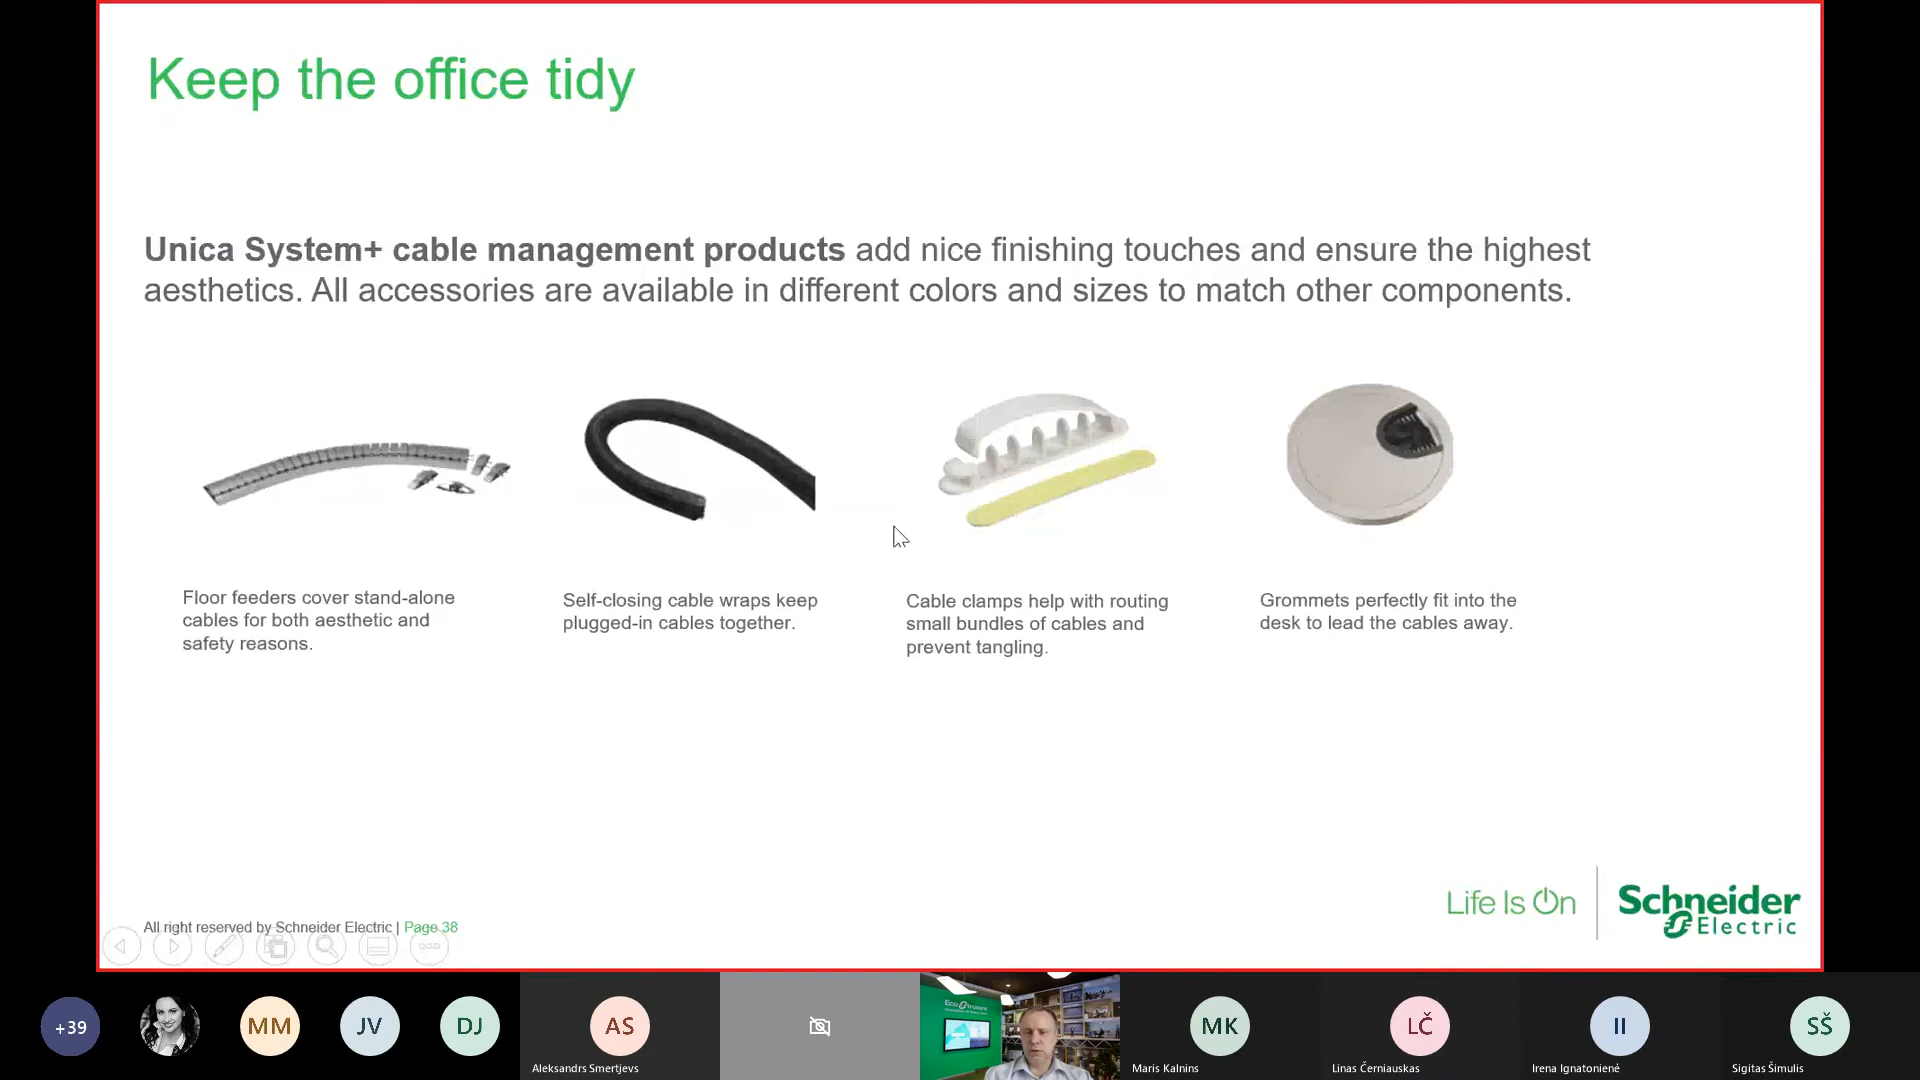 Keep the office tidy
Unica System+ cable management products add nice finishing touches and ensure the highest
aesthetics. All accessories are available in different colors and sizes to match other components.
Floor feeders cover stand-alone
cables for both aesthetic and
safety reasons.
Self-closing cable wraps keep
plugged-in cables together.
Cable clamps help with routing
small bundles of cables and
prevent tangling.
Grommets perfectly fit into the
desk to lead the cables away.
Life Is On
Schneider
Electric
All right reserved by Schneider Electric | Page 38
+39
MM
JV
DJ
AS
Aleksandrs Smertjevs
MK
Maris Kalnins
LČ
Linas Černiauskas
II
Irena Ignatonienė
SŠ
Sigitas Šimulis